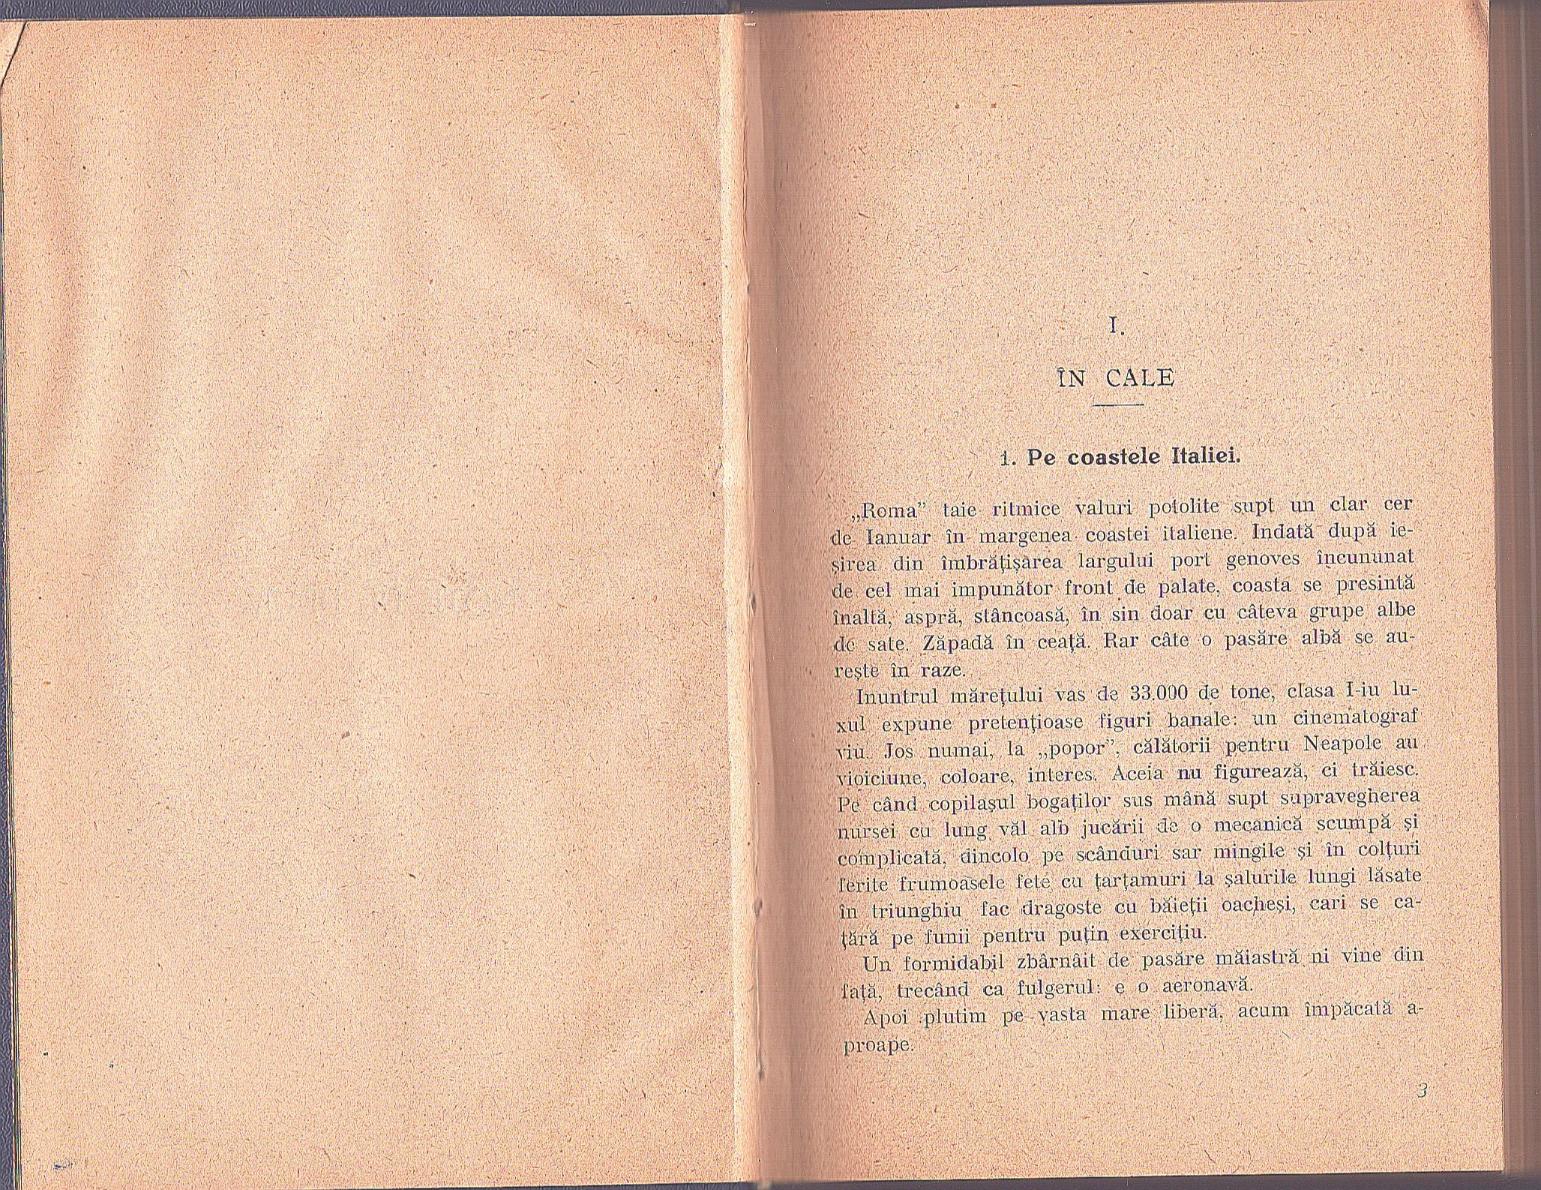 I.
ÎN CALE
1. Pe coastele Italiei.
„Roma” taie ritmice valuri potolite supt un clar cer
de Ianuar în margenea coastei italiene. Indată după ie-
șirea din îmbrățișarea largului port genoves încununat
de cel mai impunător front de palate, coasta se presintă
înaltă, aspră, stâncoasă, în sin doar cu câteva grupe albe
de sate. Zăpadă în ceață. Rar câte o pasăre albă se au-
rește în raze.
Inuntrul mărețului vas de 33.000 de tone, clasa I-iu lu-
xul expune pretențioase figuri banale: un cinematograf
viu. Jos numai, la „popor”, călătorii pentru Neapole au
vioiciune, coloare, interes. Aceia nu figurează, ci trăiesc.
Pe când copilașul bogaților sus mână supt supravegherea
nursei cu lung văl alb jucării de o mecanică scumpă și
complicată, dincolo pe scânduri sar mingile și în colțuri
ferite frumoasele fete cu țarțamuri la șalurile lungi lăsate
în triunghiu fac dragoste cu băieții oacheși, cari se ca-
țără pe funii pentru puțin exercițiu.
Un formidabil zbârnâit de pasăre măiastră ni vine din
față, trecând ca fulgerul: e o aeronavă.
Apoi plutim pe vasta mare liberă, acum împăcată a-
proape.
3